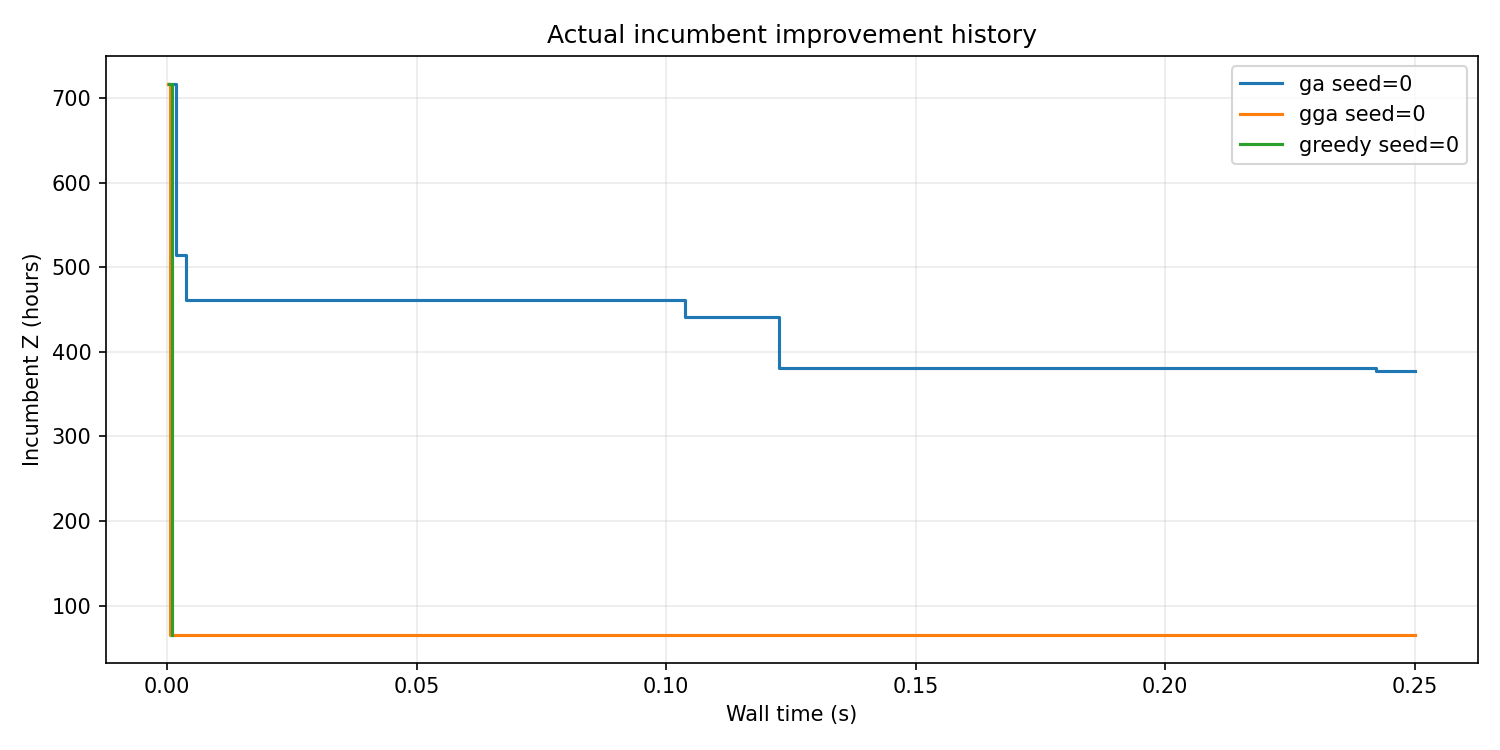 Actual incumbent improvement history
ga seed=0
gga seed=0
greedy seed=0
Incumbent Z (hours)
700
600
500
400
300
200
100
0.00 0.05 0.10 0.15 0.20 0.25
Wall time (s)